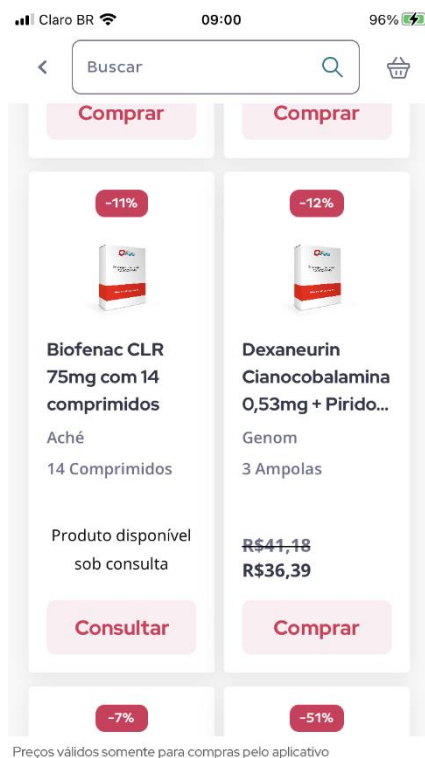 Claro BR
09:00
96%
Buscar
Comprar
Comprar
-11%
Biofenac CLR
75mg com 14
comprimidos
Aché
14 Comprimidos
Produto disponível
sob consulta
Consultar
-12%
Dexaneurin
Cianocobalamina
0,53mg + Pirido...
Genom
3 Ampolas
R$41,18
R$36,39
Comprar
-7%
-51%
Preços válidos somente para compras pelo aplicativo